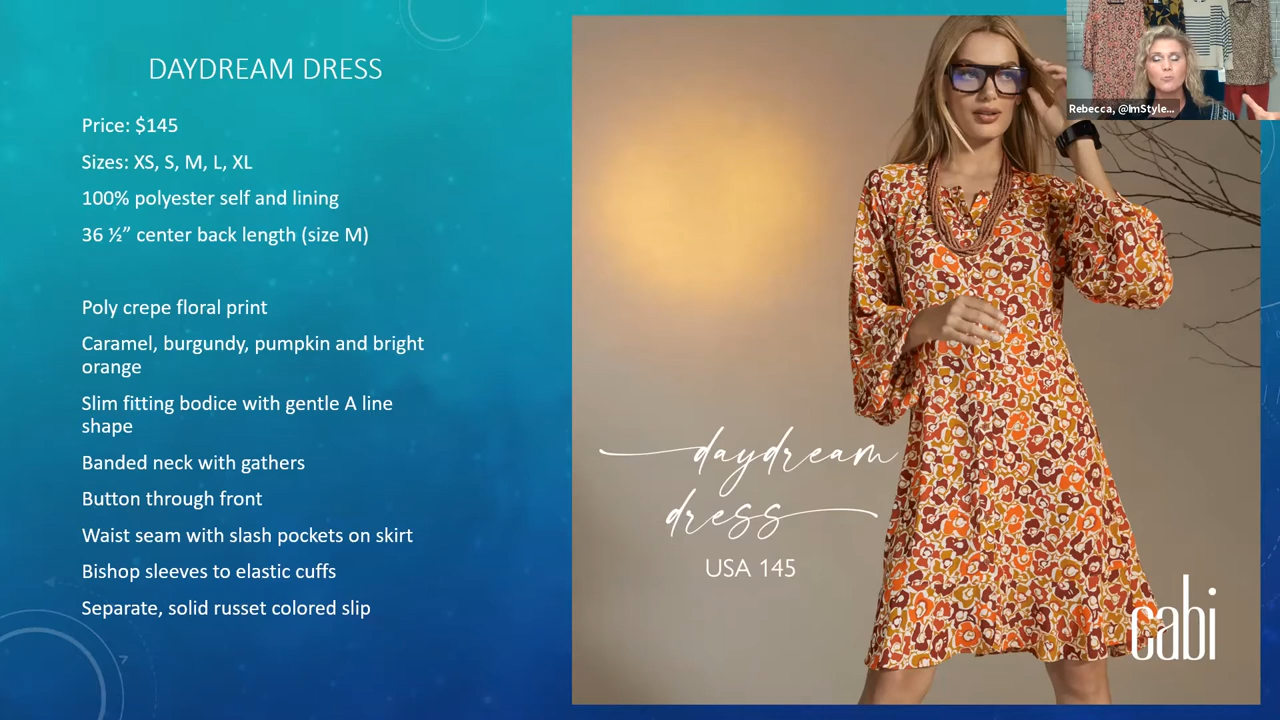 DAYDREAM DRESS
Price: $145
Sizes: XS, S, M, L, XL
100% polyester self and lining
36 ½” center back length (size M)
Poly crepe floral print
Caramel, burgundy, pumpkin and bright
orange
Slim fitting bodice with gentle A line
shape
Banded neck with gathers
Button through front
Waist seam with slash pockets on skirt
Bishop sleeves to elastic cuffs
Separate, solid russet colored slip
daydream
dress
USA 145
cabi
Rebecca, @ImStyle...